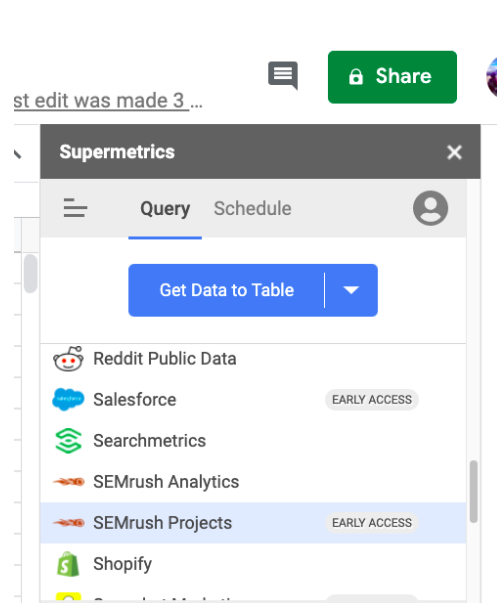 Share
st edit was made 3 ...
Supermetrics
Query Schedule
Get Data to Table
Reddit Public Data
Salesforce EARLY ACCESS
Searchmetrics
SEMrush Analytics
SEMrush Projects EARLY ACCESS
Shopify